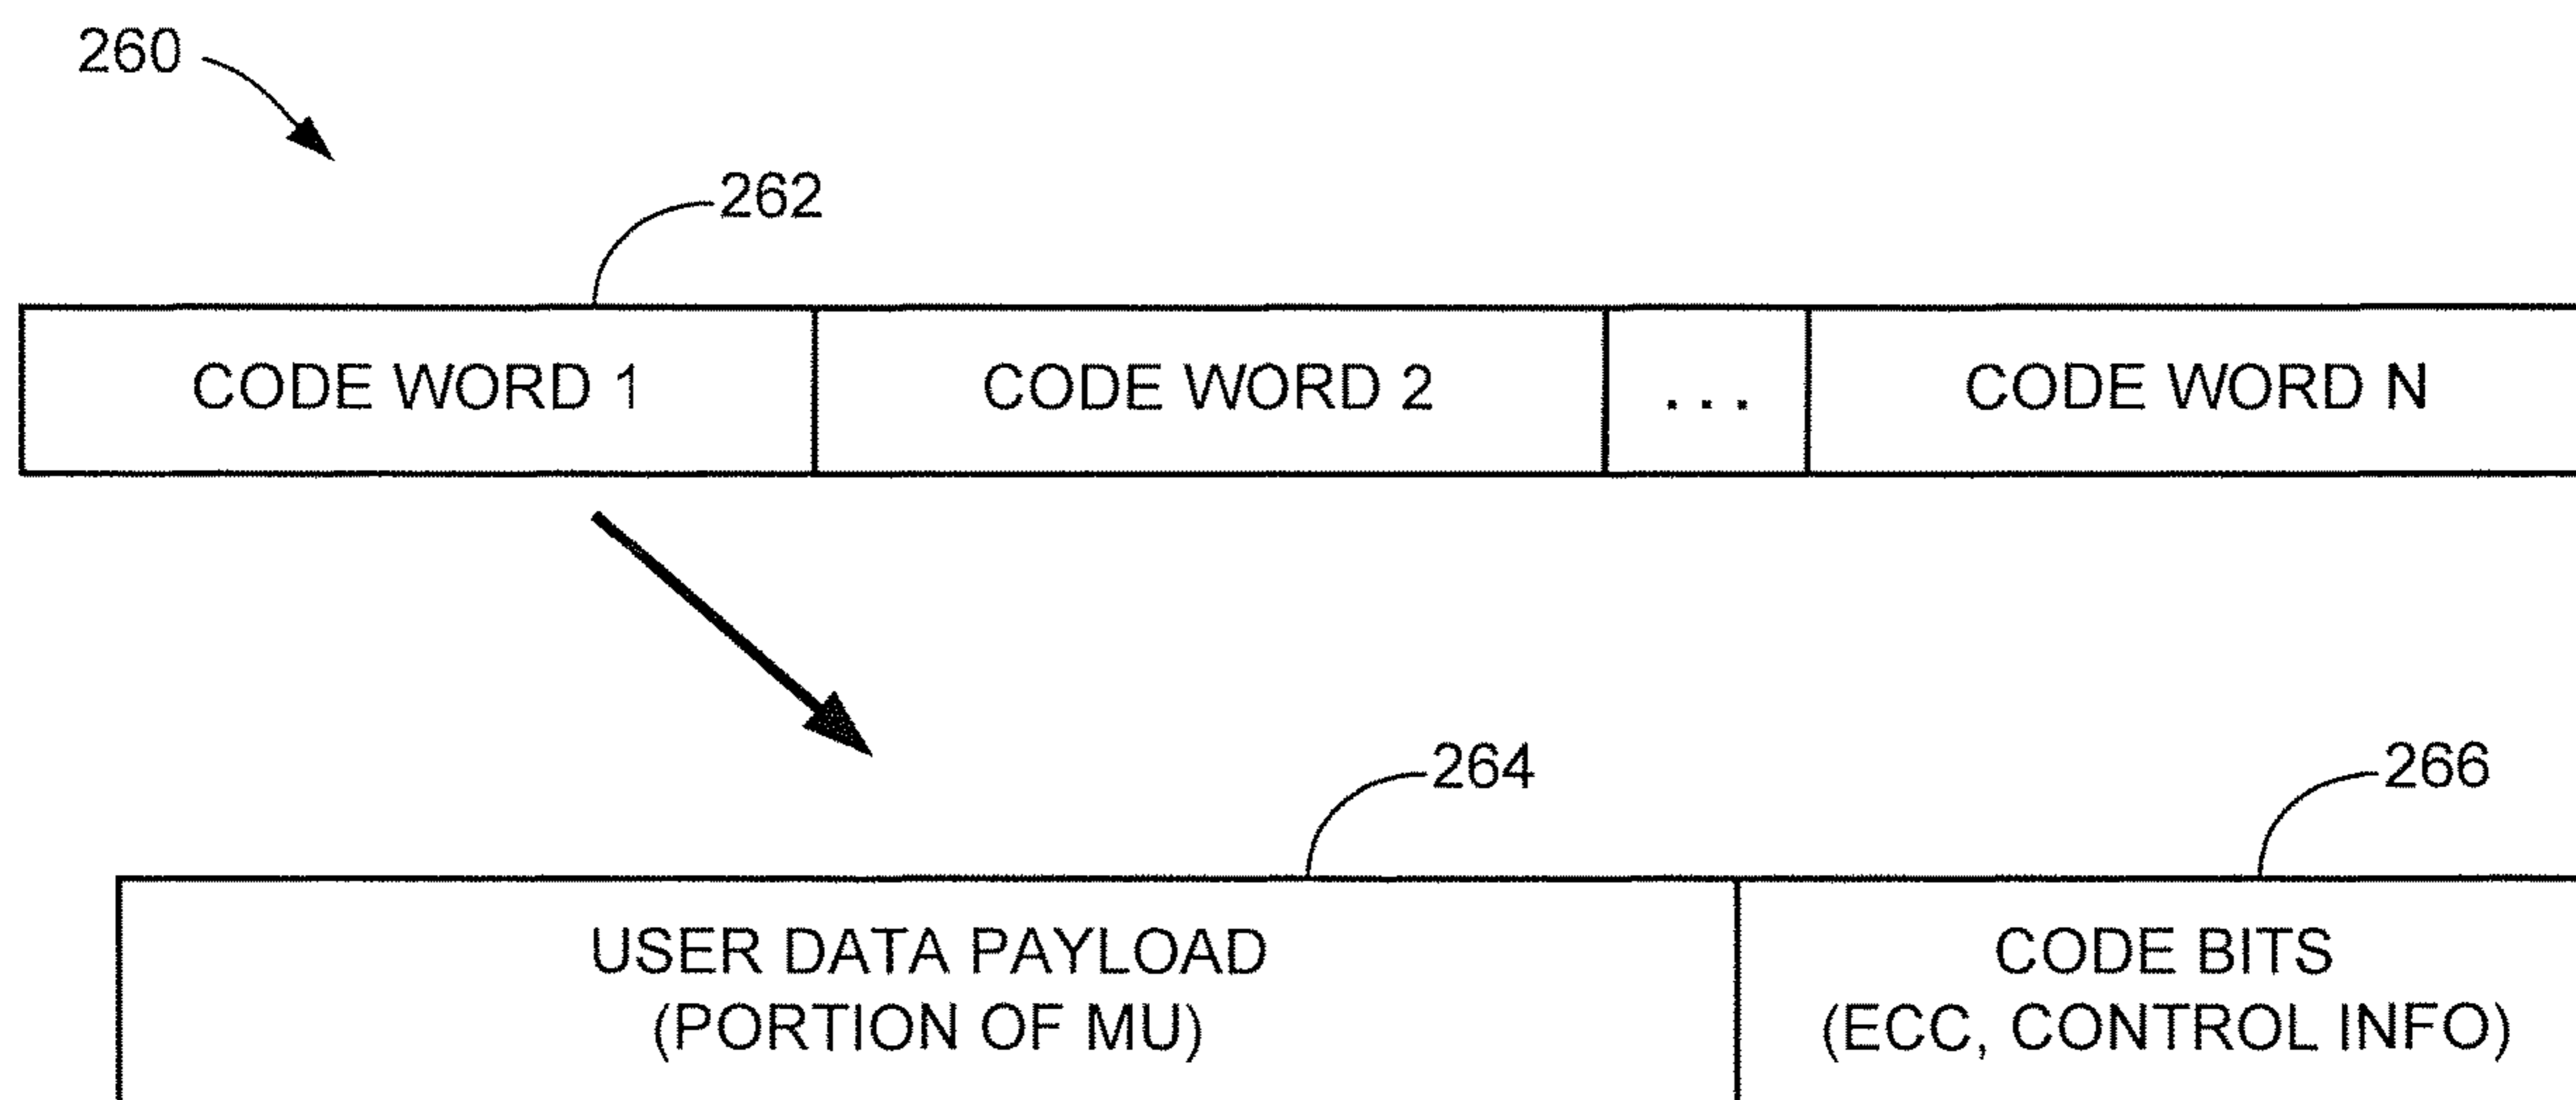 260
262
CODE WORD 1 CODE WORD 2 ... CODE WORD N
264
266
USER DATA PAYLOAD
(PORTION OF MU)
CODE BITS
(ECC, CONTROL INFO)